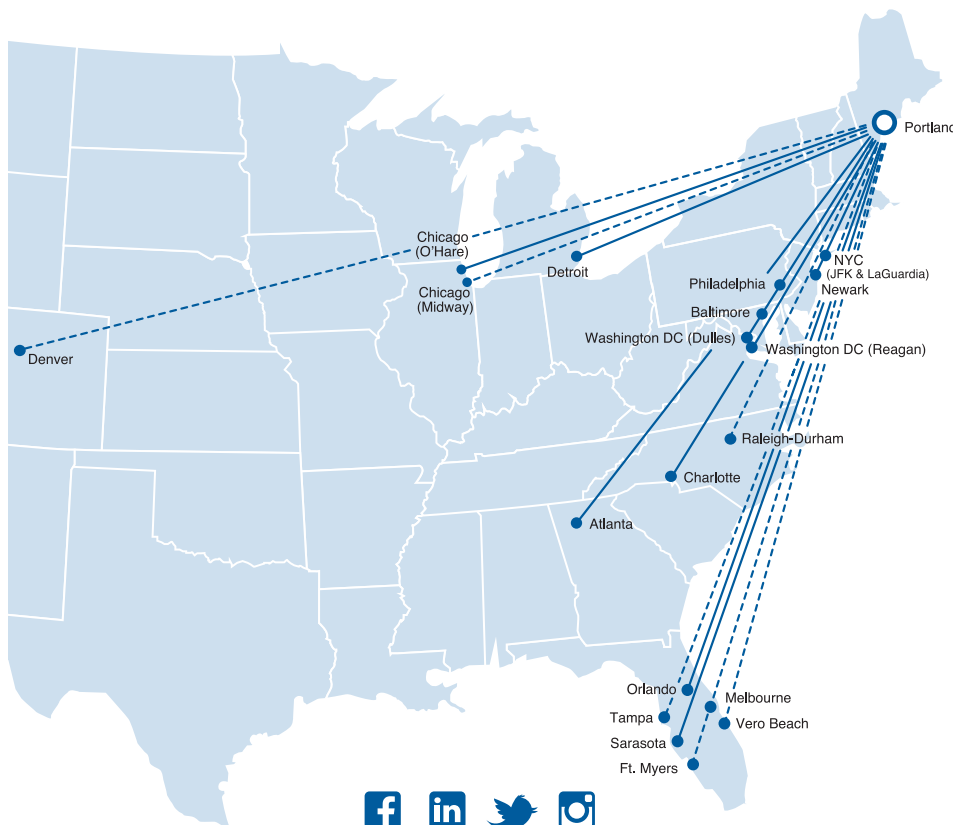 Portland
Chicago
(O'Hare)
NYC
(JFK & LaGuardia)
Detroit
Philadelphia
Newark
Chicago
(Midway)
Baltimore
Washington DC (Dulles)
Washington DC (Reagan)
Denver
Raleigh-Durham
Charlotte
Atlanta
Orlando
Melbourne
Tampa
Vero Beach
Sarasota
Ft. Myers
f
in